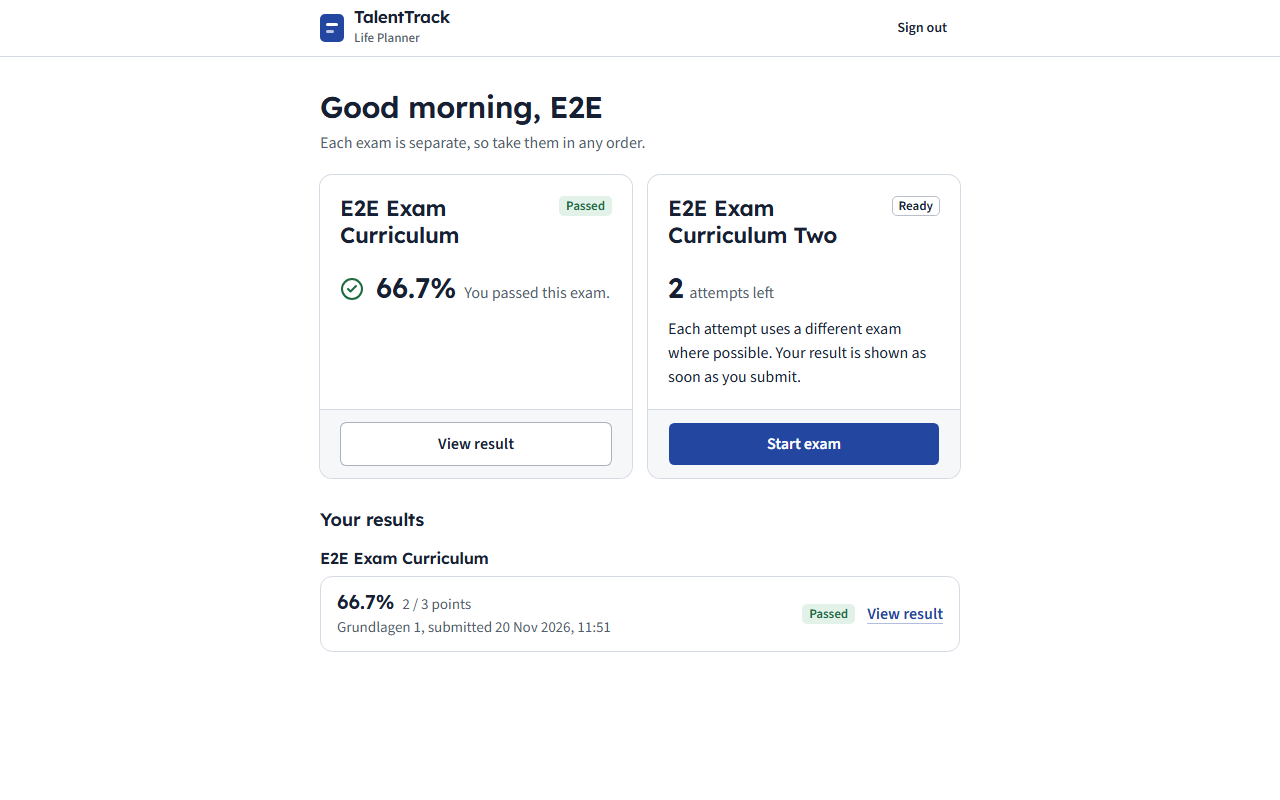 TalentTrack
Life Planner
Sign out
Good morning, E2E
Each exam is separate, so take them in any order.
E2E Exam
Curriculum
Passed
66.7% You passed this exam.
View result
E2E Exam
Curriculum Two
Ready
2 attempts left
Each attempt uses a different exam
where possible. Your result is shown as
soon as you submit.
Start exam
Your results
E2E Exam Curriculum
66.7% 2 / 3 points
Grundlagen 1, submitted 20 Nov 2026, 11:51
Passed
View result